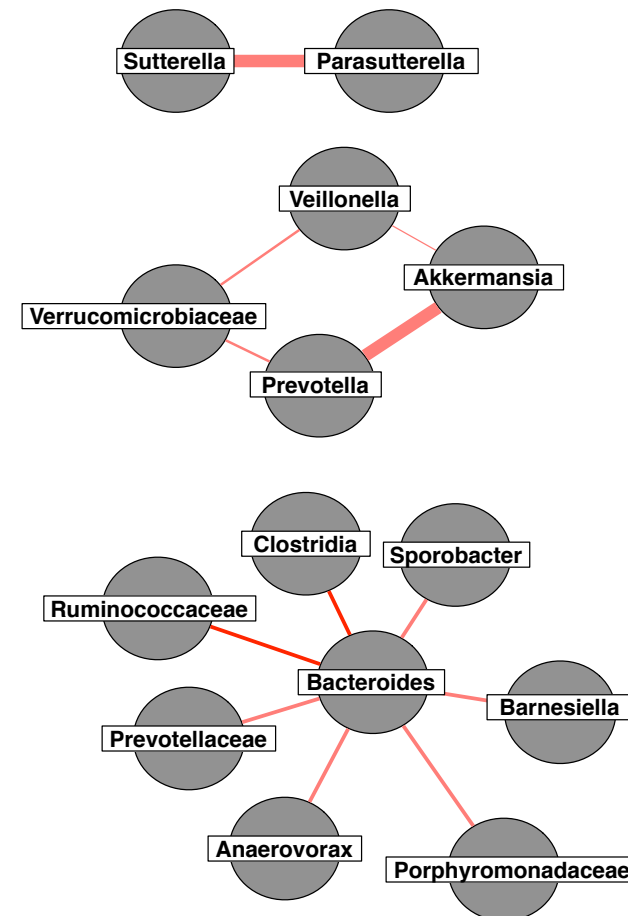 Sutterella
Parasutterella
Veillonella
Akkermansia
Verrucomicrobiaceae
Prevotella
Clostridia
Sporobacter
Ruminococcaceae
Bacteroides
Barnesiella
Prevotellaceae
Anaerovorax
Porphyromonadaceae